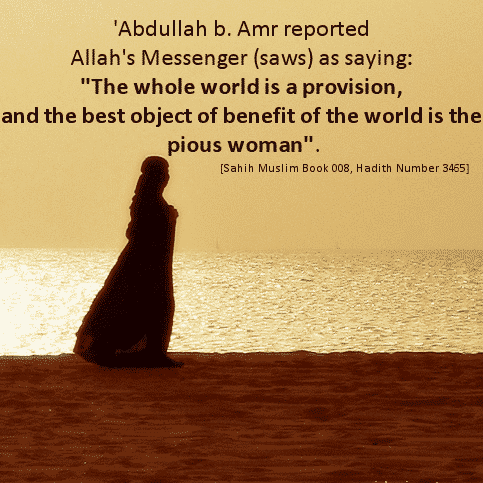 'Abdullah b. Amr reported
Allah's Messenger (saws) as saying:
"The whole world is a provision,
and the best object of benefit of the world is the
pious woman".
[Sahih Muslim Book 008, Hadith Number 3465]